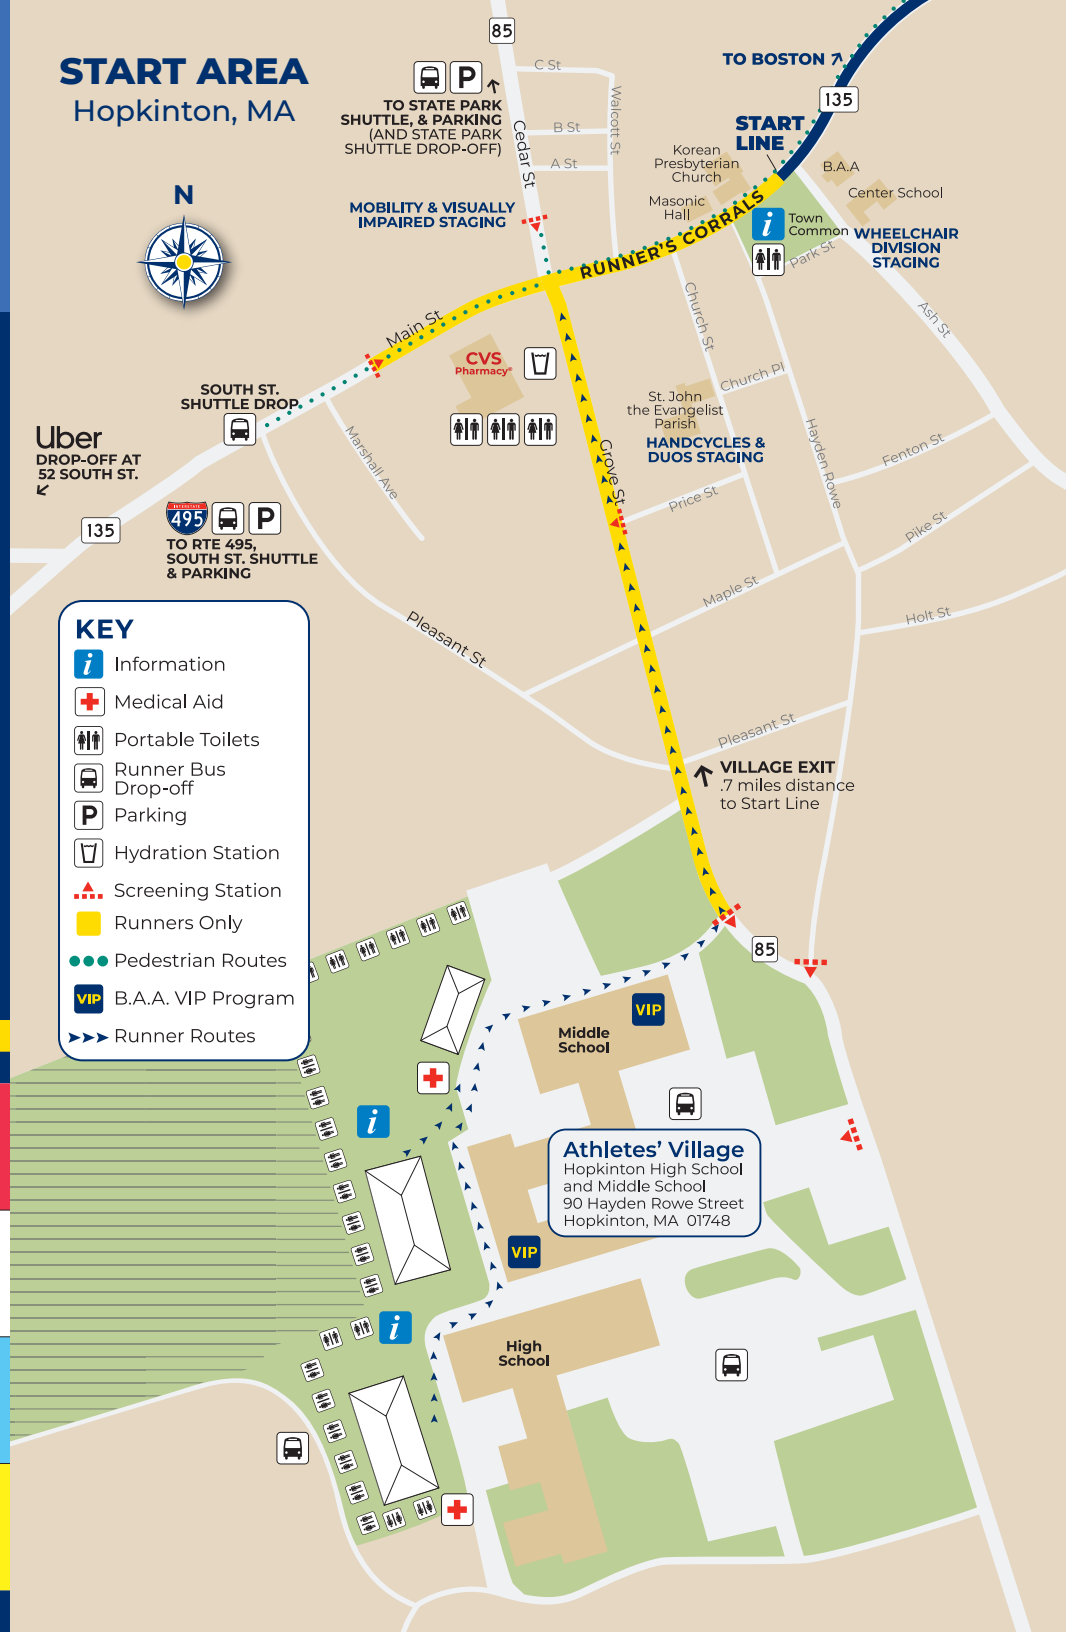 START AREA
Hopkinton, MA
85
P
TO STATE PARK
SHUTTLE, & PARKING
(AND STATE PARK
SHUTTLE DROP-OFF)
C St
B St
A St
Walcott St
Cedar St
TO BOSTON
135
START
LINE
Korean
Presbyterian
Church
B.A.A
Center School
Masonic
Hall
i
Town
Common
Park St
WHEELCHAIR
DIVISION
STAGING
N
MOBILITY & VISUALLY
IMPAIRED STAGING
RUNNER'S CORRALS
Main St
Church St
Ash St
CVS
Pharmacy®
Church Pl
St. John
the Evangelist
Parish
HANDCYCLES &
DUOS STAGING
Hayden Rowe
Fenton St
Grove St
Price St
Pike St
Maple St
Holt St
SOUTH ST.
SHUTTLE DROP
Marshall Ave
Uber
DROP-OFF AT
52 SOUTH ST.
135
INTERSTATE
495
P
TO RTE 495,
SOUTH ST. SHUTTLE
& PARKING
Pleasant St
Pleasant St
VILLAGE EXIT
.7 miles distance
to Start Line
KEY
i Information
Medical Aid
Portable Toilets
Runner Bus
Drop-off
P Parking
Hydration Station
Screening Station
Runners Only
Pedestrian Routes
VIP B.A.A. VIP Program
Runner Routes
85
VIP
Middle
School
i
Athletes' Village
Hopkinton High School
and Middle School
90 Hayden Rowe Street
Hopkinton, MA 01748
VIP
i
High
School